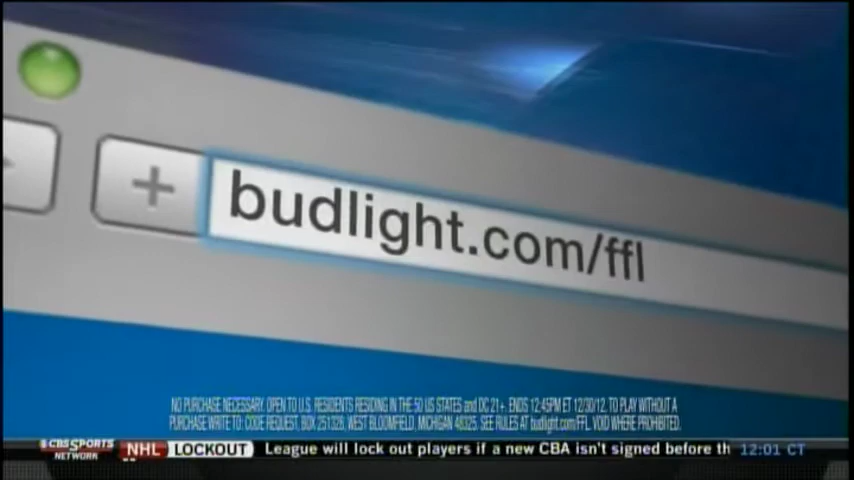 +
budlight.com/ffl
NO PURCHASE NECESSARY. OPEN TO U.S. RESIDENTS RESIDING IN THE 50 US STATES and DC 21+. ENDS 12:45PM ET 12/30/12. TO PLAY WITHOUT A
PURCHASE WRITE TO: CODE REQUEST, BOX 251328, WEST BLOOMFIELD, MICHIGAN 48325. SEE RULES AT budlight.com/FFL. VOID WHERE PROHIBITED.
CBSSPORTS
NETWORK
NHL LOCKOUT League will lock out players if a new CBA isn't signed before th 12:01 CT